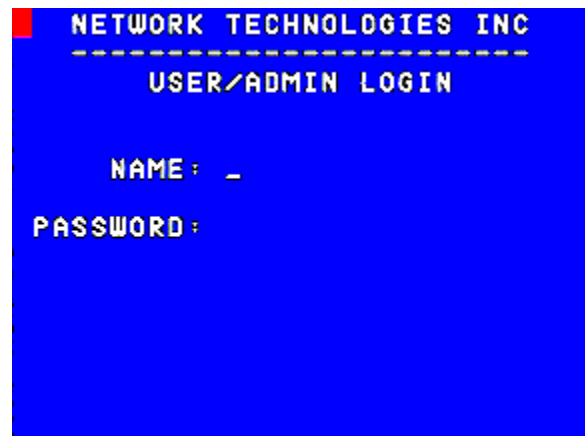 NETWORK TECHNOLOGIES INC
------------------------
USER/ADMIN LOGIN
NAME: _
PASSWORD: